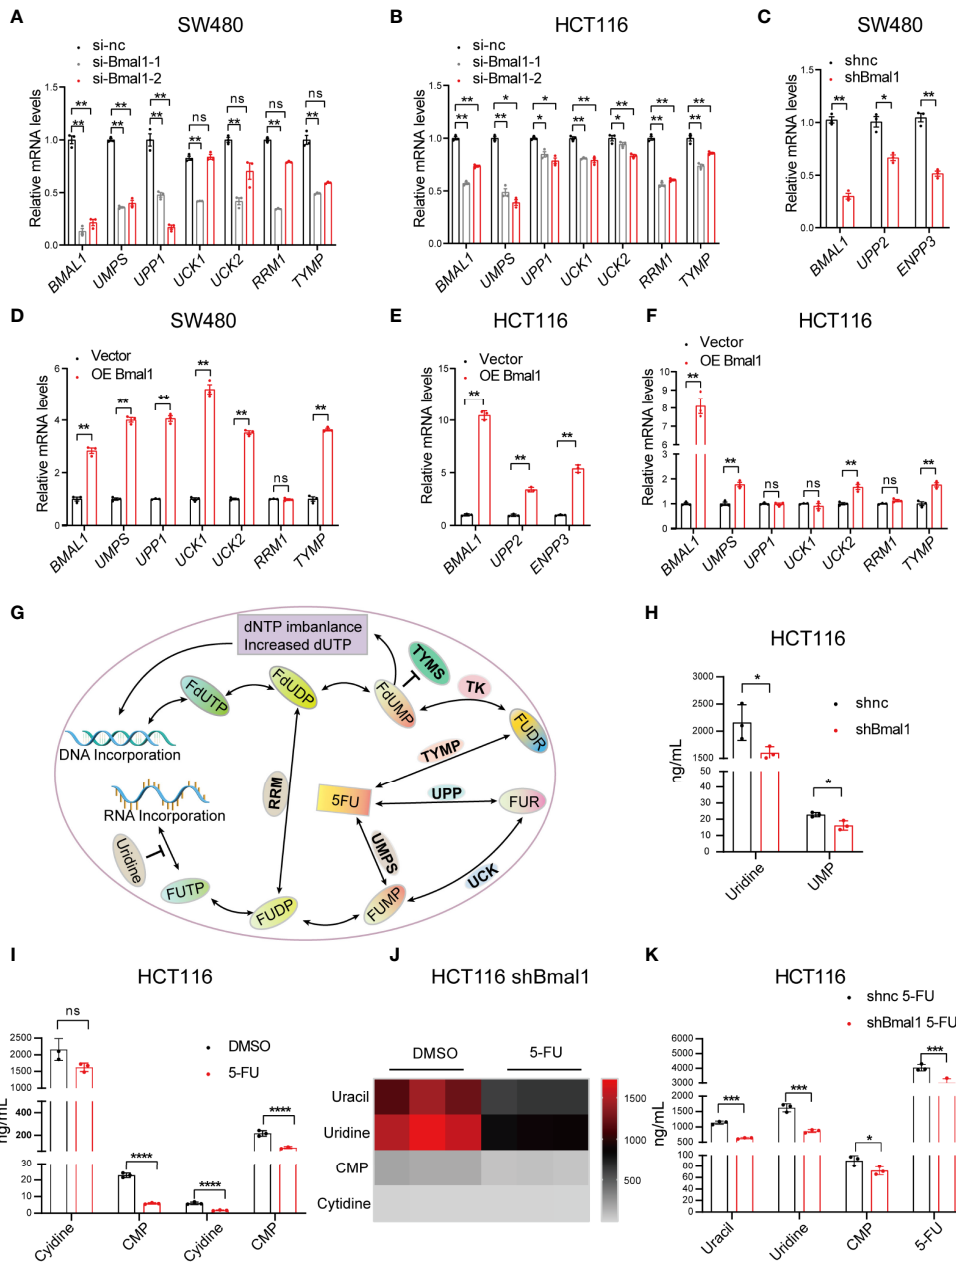 A
SW480
si-nc
si-Bmal1-1
si-Bmal1-2
Relative mRNA levels
1.5
1.0
0.5
0.0
** ** ** ns ns ns ns
** ** ** ** ** ** **
BMAL1 UMPS UPP1 UCK1 UCK2 RRM1 TYMP
B
HCT116
si-nc
si-Bmal1-1
si-Bmal1-2
Relative mRNA levels
1.5
1.0
0.5
0.0
** * * ** ** ** **
** ** * ** * ** **
BMAL1 UMPS UPP1 UCK1 UCK2 RRM1 TYMP
C
SW480
shnc
shBmal1
Relative mRNA levels
1.5
1.0
0.5
0.0
** * **
BMAL1 UPP2 ENPP3
D
SW480
Vector
OE Bmal1
Relative mRNA levels
6
4
2
1
0
** ** ** ** ** ns **
BMAL1 UMPS UPP1 UCK1 UCK2 RRM1 TYMP
E
HCT116
Vector
OE Bmal1
Relative mRNA levels
15
10
5
0
** ** **
BMAL1 UPP2 ENPP3
F
HCT116
Vector
OE Bmal1
Relative mRNA levels
10
8
6
4
2
1
0
** ** ns ns ** ns **
BMAL1 UMPS UPP1 UCK1 UCK2 RRM1 TYMP
G
dNTP imbanlance
Increased dUTP
TYMS
FdUTP
FdUDP
FdUMP
TK
FUDR
DNA Incorporation
TYMP
RRM
5FU
UPP
FUR
RNA Incorporation
UMPS
Uridine
UCK
FUTP
FUDP
FUMP
H
HCT116
shnc
shBmal1
ng/mL
3000
2500
2000
1500
50
40
30
20
10
0
* *
Uridine UMP
I
HCT116
DMSO
5-FU
ng/mL
2500
2000
1500
1000
500
400
200
30
20
10
0
ns **** **** ****
Cyidine CMP Cyidine CMP
J
HCT116 shBmal1
DMSO 5-FU
Uracil
Uridine
CMP
Cytidine
1500
1000
500
K
HCT116
shnc 5-FU
shBmal1 5-FU
ng/mL
6000
5000
4000
3000
2000
1500
1000
500
100
80
60
40
20
0
*** *** * ***
Uracil Uridine CMP 5-FU